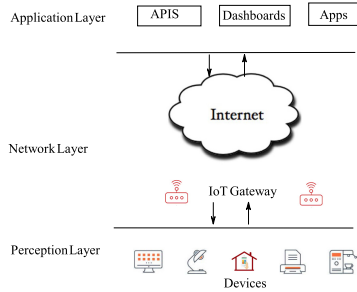 Application Layer
APIS
Dashboards
Apps
Internet
Network Layer
IoT Gateway
Perception Layer
Devices